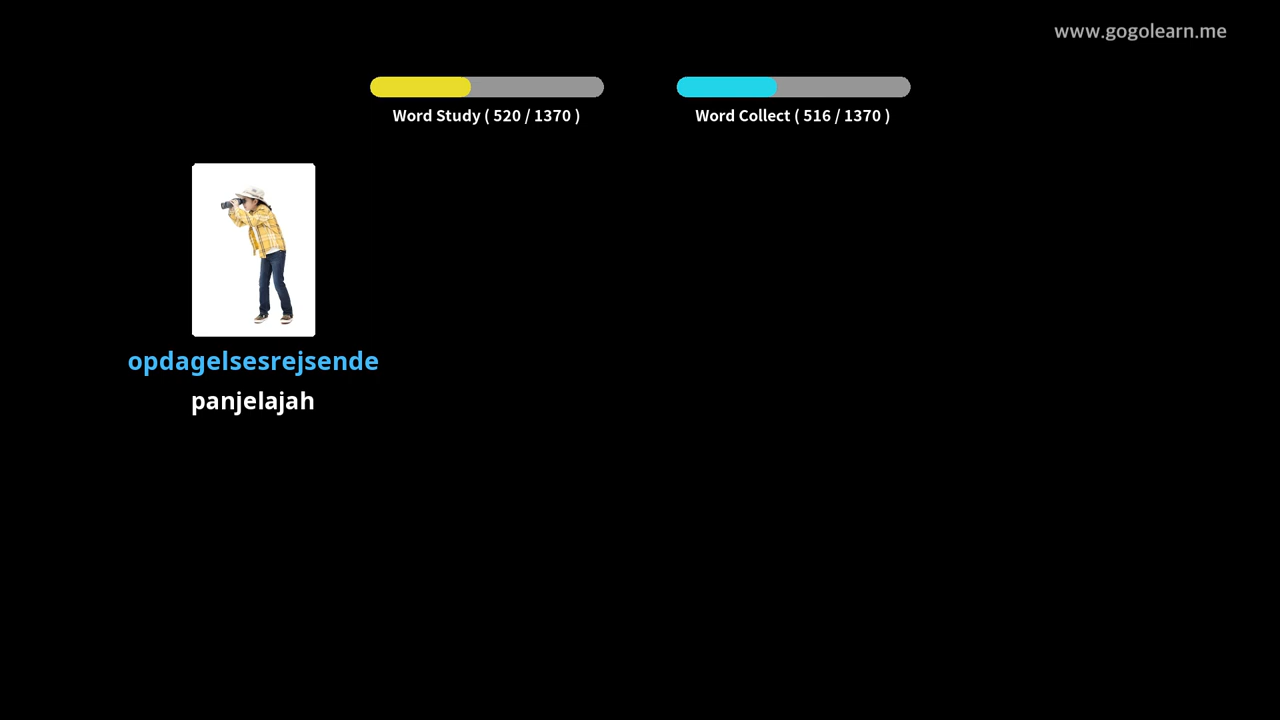 www.gogolearn.me
Word Study ( 520 / 1370 )
Word Collect ( 516 / 1370 )
opdagelsesrejsende
panjelajah